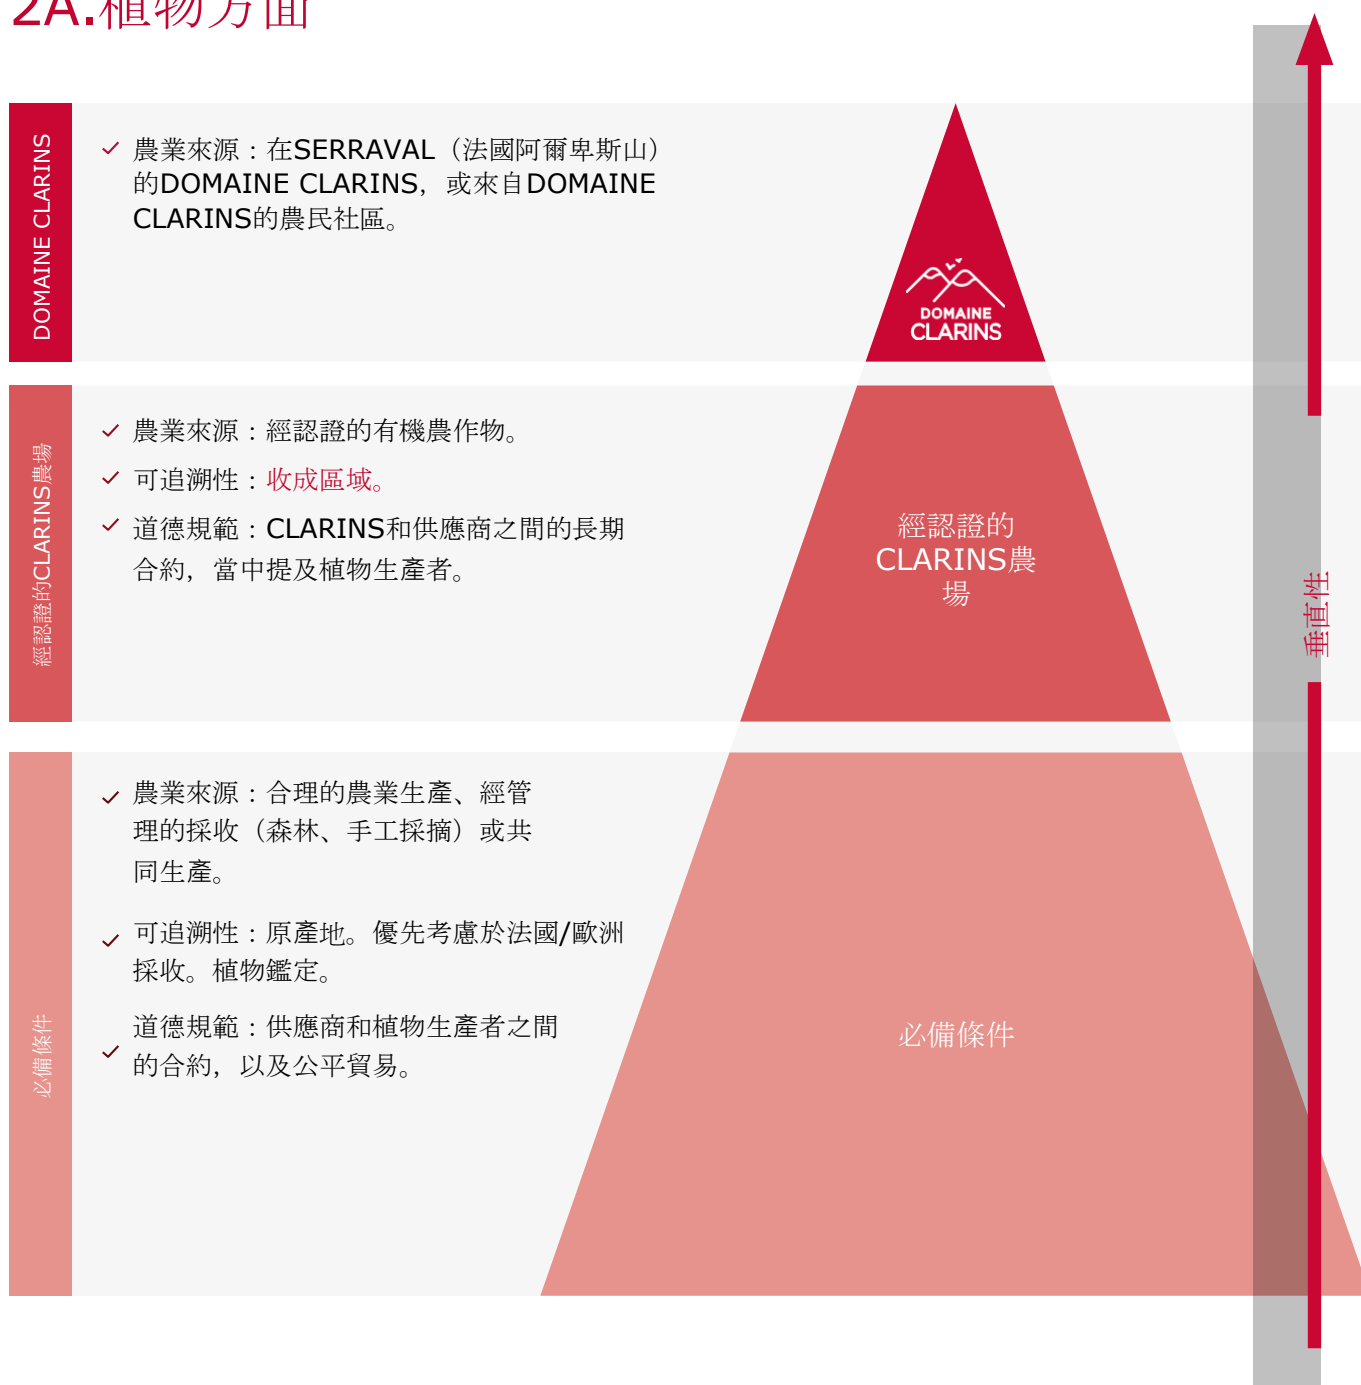 2A.植物方面
DOMAINE CLARINS
農業來源：在SERRAVAL（法國阿爾卑斯山）
的DOMAINE CLARINS，或來自DOMAINE
CLARINS的農民社區。
DOMAINE
CLARINS
經認證的CLARINS農場
農業來源：經認證的有機農作物。
可追溯性：收成區域。
道德規範：CLARINS和供應商之間的長期
合約，當中提及植物生產者。
經認證的
CLARINS農
場
垂直性
必備條件
農業來源：合理的農業生產、經管
理的採收（森林、手工採摘）或共
同生產。
可追溯性：原產地。優先考慮於法國/歐洲
採收。植物鑑定。
道德規範：供應商和植物生產者之間
的合約，以及公平貿易。
必備條件